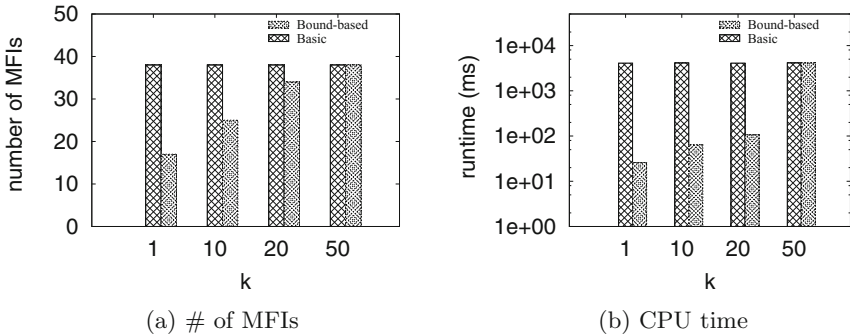 number of MFIs
50
40
30
20
10
0
Bound-based
Basic
1 10 20 50
k
(a) # of MFIs
runtime (ms)
1e+04
1e+03
1e+02
1e+01
1e+00
Bound-based
Basic
1 10 20 50
k
(b) CPU time